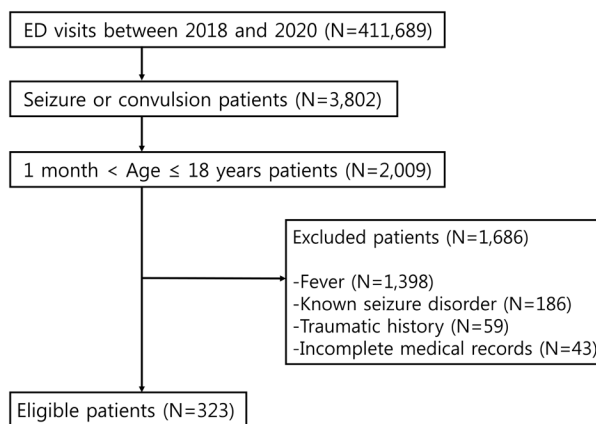 ED visits between 2018 and 2020 (N=411,689)
Seizure or convulsion patients (N=3,802)
1 month < Age ≤ 18 years patients (N=2,009)
Excluded patients (N=1,686)
-Fever (N=1,398)
-Known seizure disorder (N=186)
-Traumatic history (N=59)
-Incomplete medical records (N=43)
Eligible patients (N=323)